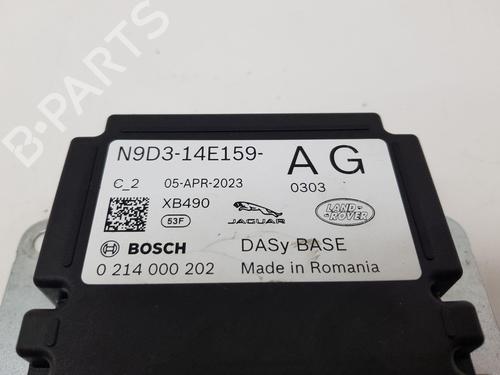 B-PARTS
N9D3-14E159- AG
C_2 05-APR-2023 0303
XB490
53F
JAGUAR
LAND ROVER
BOSCH DASy BASE
0 214 000 202 Made in Romania